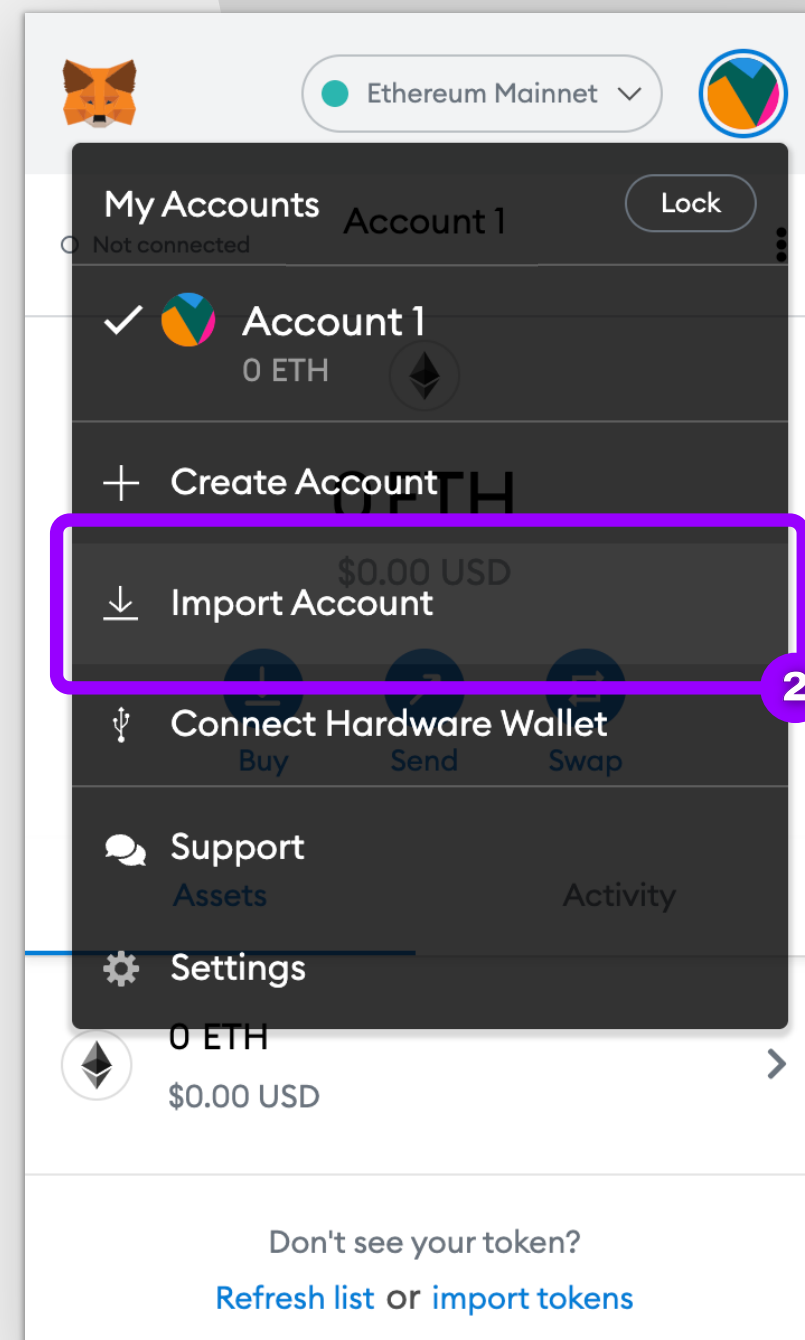 Ethereum Mainnet
My Accounts
Lock
Account 1
Not connected
Account 1
0 ETH
Create Account
0 ETH
$0.00 USD
Import Account
2
Connect Hardware Wallet
Buy Send Swap
Support
Assets Activity
Settings
0 ETH
$0.00 USD
Don't see your token?
Refresh list or import tokens